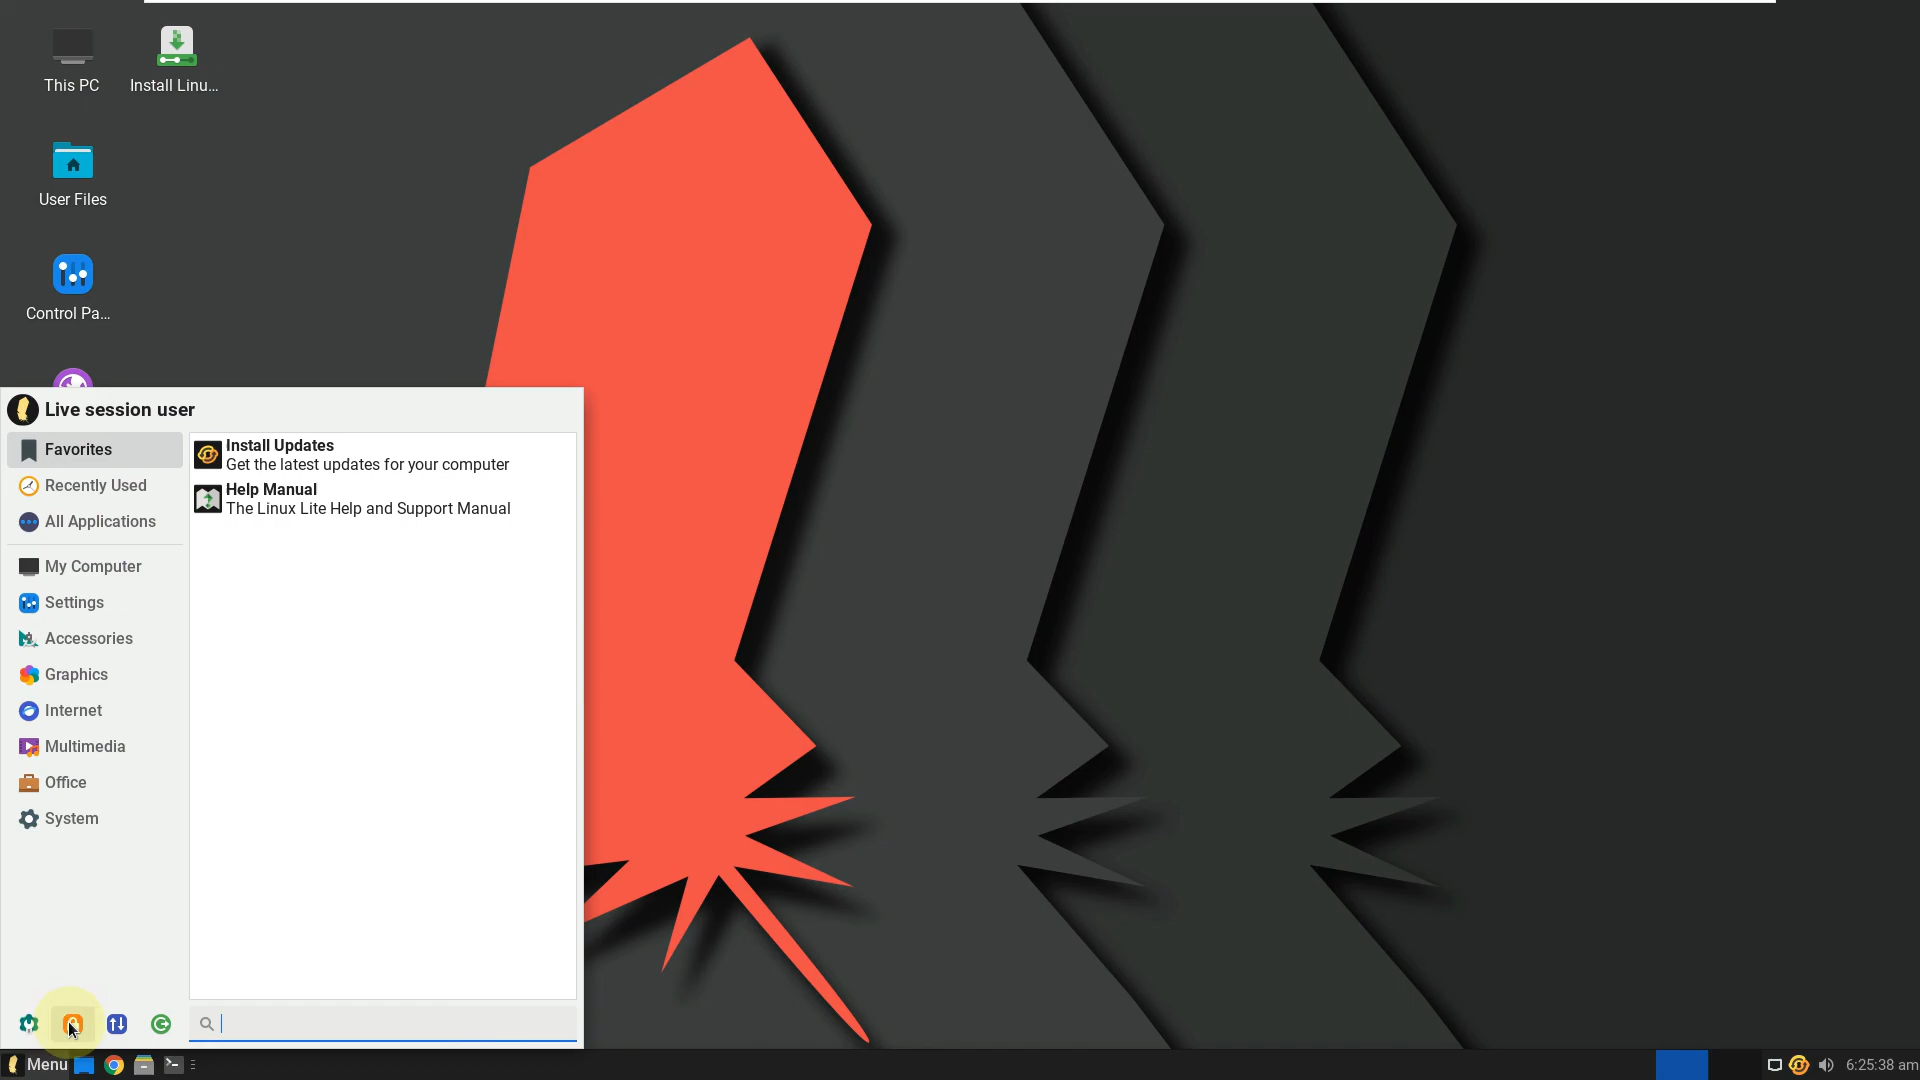 This PC
Install Linu...
User Files
Control Pa...
Live session user
Favorites
Recently Used
All Applications
My Computer
Settings
Accessories
Graphics
Internet
Multimedia
Office
System
Install Updates
Get the latest updates for your computer
Help Manual
The Linux Lite Help and Support Manual
Menu
6:25:38 am